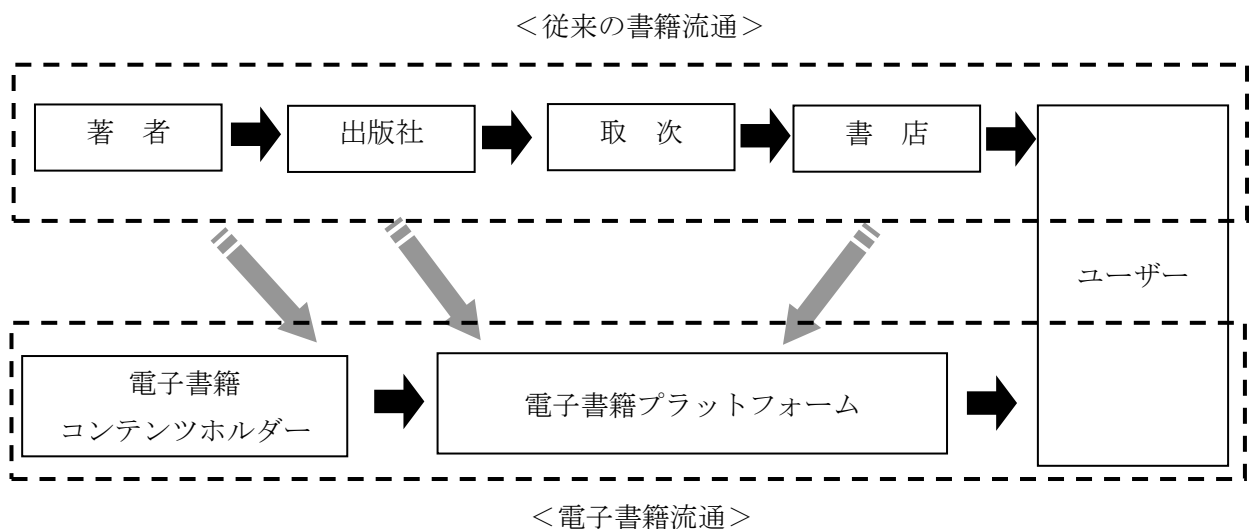 ＜従来の書籍流通＞
著　者
出版社
取　次
書　店
ユーザー
電子書籍
コンテンツホルダー
電子書籍プラットフォーム
＜電子書籍流通＞